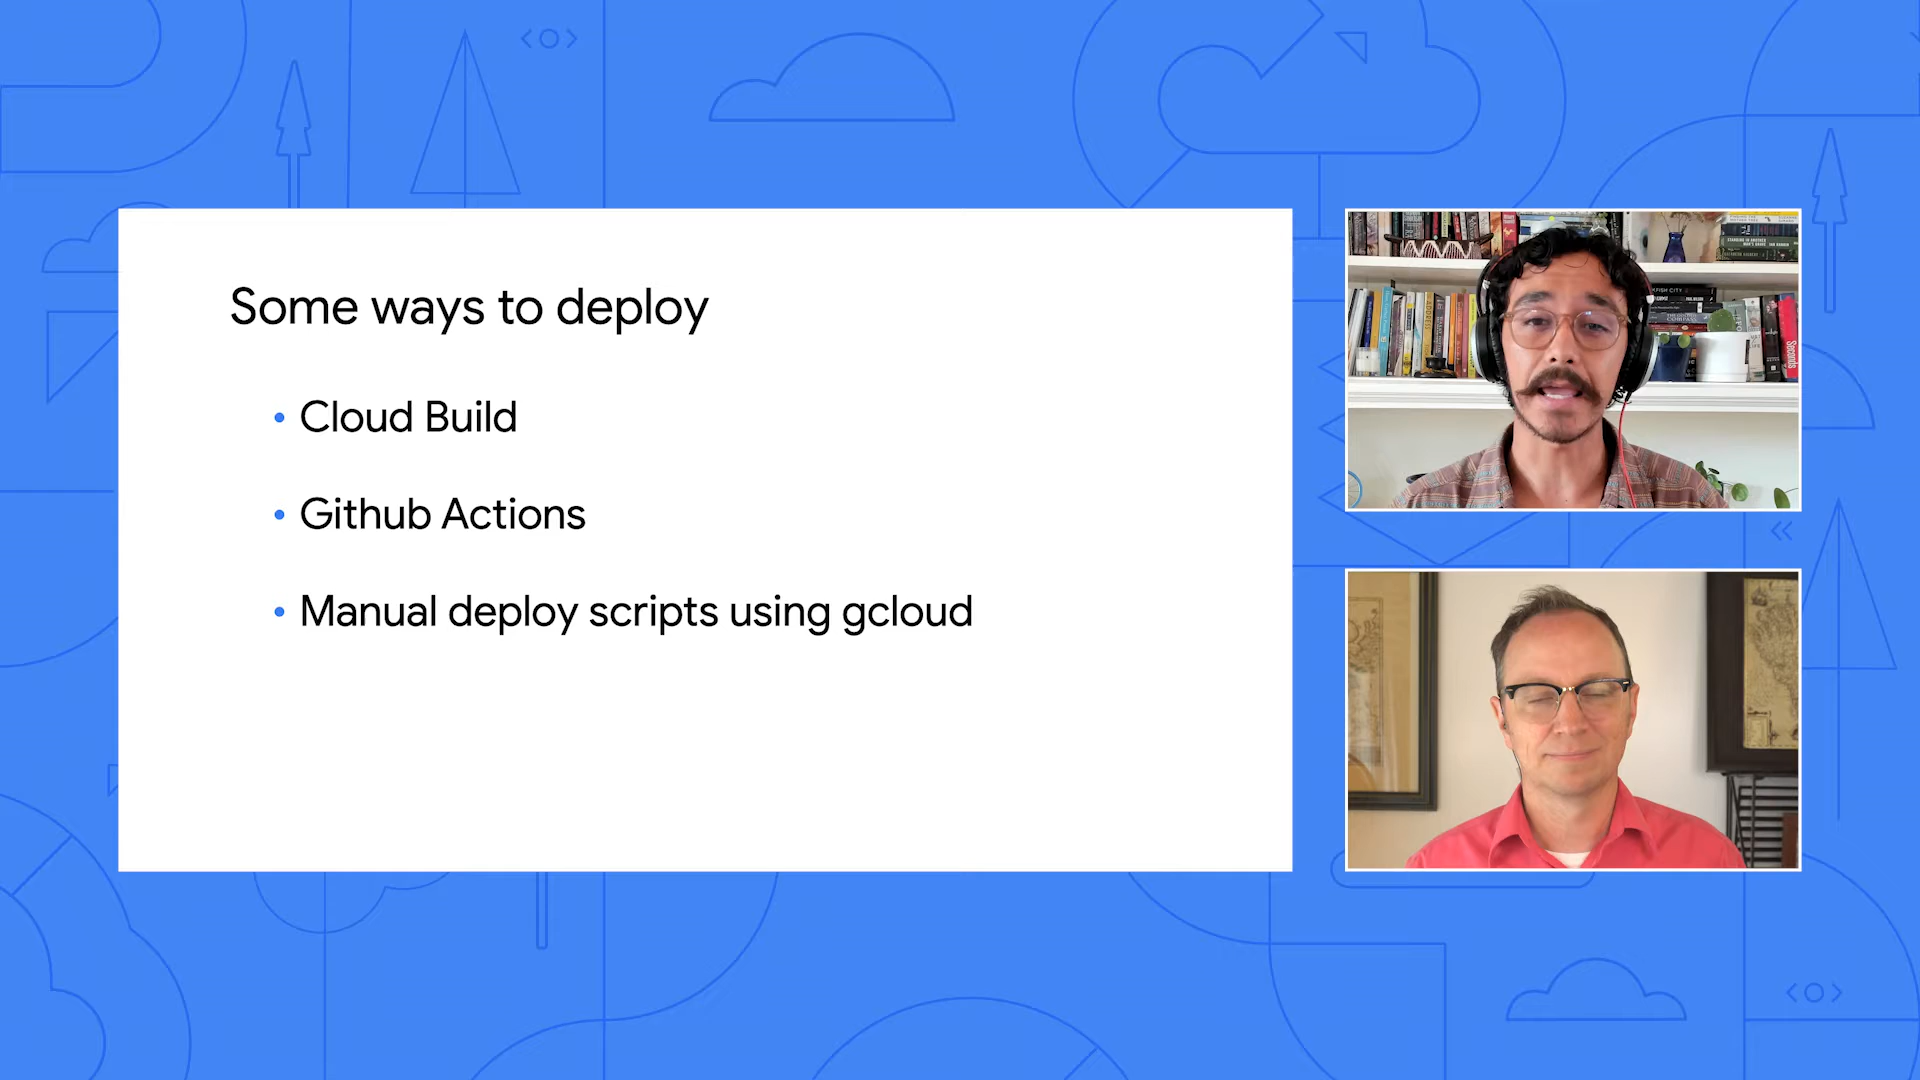 Some ways to deploy
• Cloud Build
• Github Actions
• Manual deploy scripts using gcloud